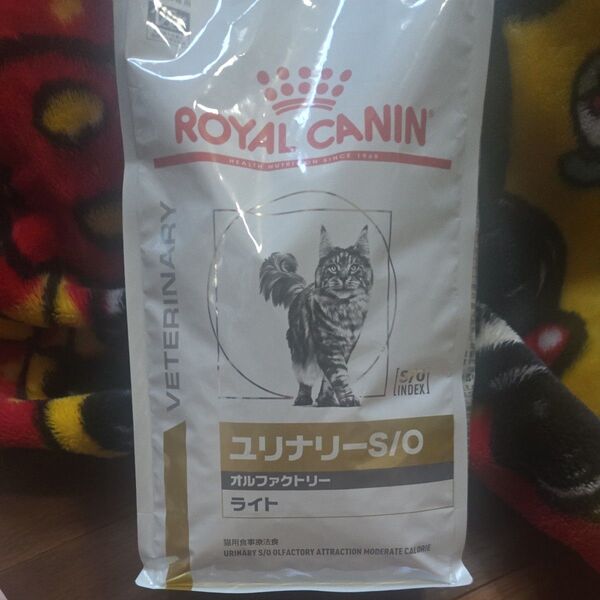 ROYAL CANIN
HEALTH NUTRITION SINCE 1968
VETERINARY
S/O
INDEX
ユリナリーS/O
オルファクトリー
ライト
猫用食事療法食
URINARY S/O OLFACTORY ATTRACTION MODERATE CALORIE